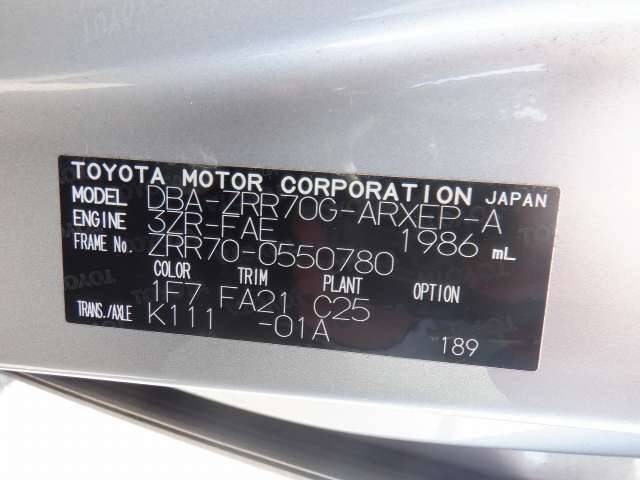 TOYOTA MOTOR CORPORATION JAPAN
MODEL DBA-ZRR70G-ARXEP-A
ENGINE 3ZR-FAE 1986 mL
FRAME No. ZRR70-0550780
COLOR TRIM PLANT OPTION
1F7 FA21 C25
TRANS./AXLE K111 -01A
189